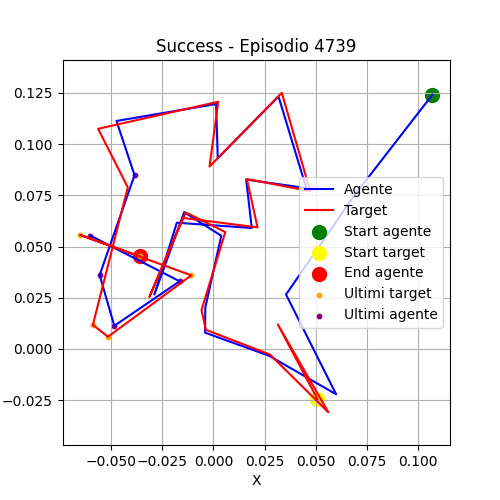 Success - Episodio 4739
0.125
0.100
0.075
0.050
0.025
0.000
−0.025
Agente
Target
Start agente
Start target
End agente
Ultimi target
Ultimi agente
−0.050
−0.025
0.000
0.025
0.050
0.075
0.100
X